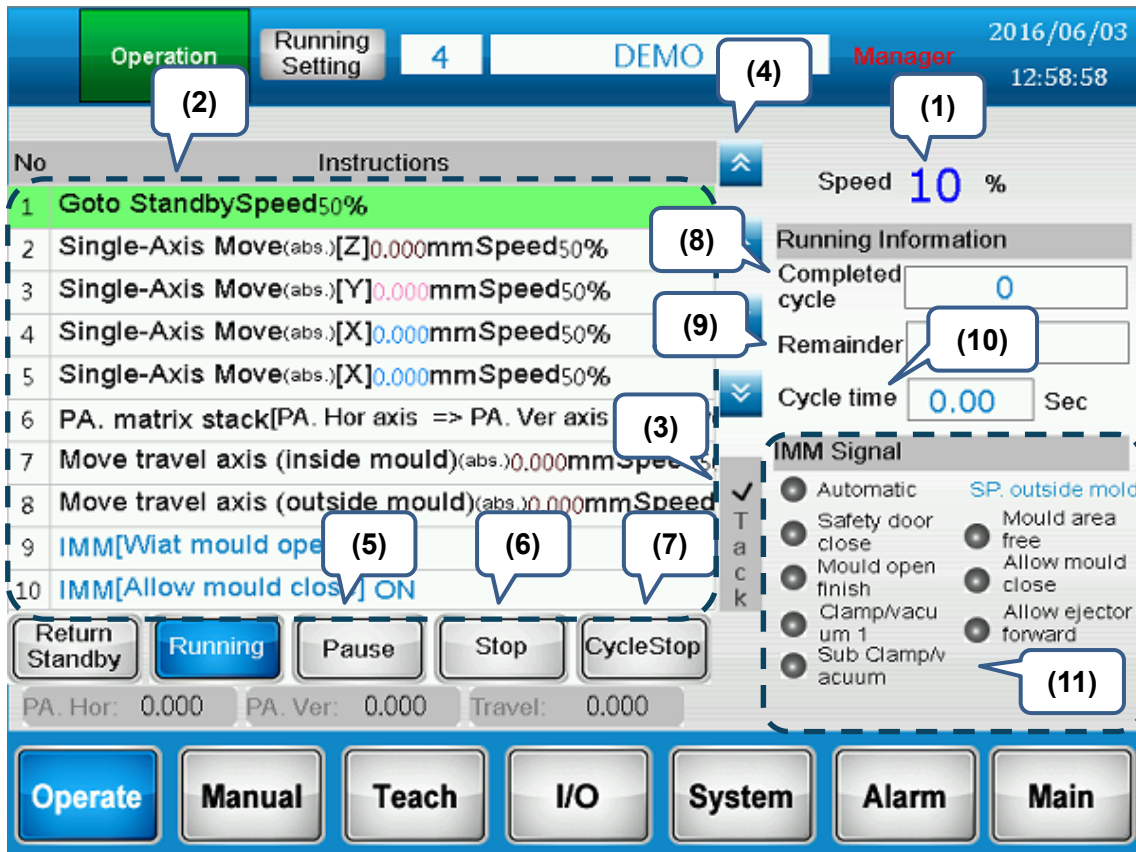 Operation
Running
Setting
4
DEMO
Manager
2016/06/03
12:58:58
(2)
(4)
(1)
No Instructions
Speed 10 %
1 Goto StandbySpeed50%
2 Single-Axis Move(abs.)[Z]0.000mmSpeed50%
3 Single-Axis Move(abs.)[Y]0.000mmSpeed50%
4 Single-Axis Move(abs.)[X]0.000mmSpeed50%
5 Single-Axis Move(abs.)[X]0.000mmSpeed50%
6 PA. matrix stack[PA. Hor axis => PA. Ver axis
7 Move travel axis (inside mould)(abs.)0.000mmSpeed
8 Move travel axis (outside mould)(abs.)0.000mmSpeed
9 IMM[Wiat mould ope
10 IMM[Allow mould close] ON
(8)
(9)
(10)
(3)
Running Information
Completed
cycle
0
Remainder
Cycle time 0.00 Sec
Tack
IMM Signal
Automatic
SP. outside mold
Safety door
close
Mould area
free
Mould open
finish
Allow mould
close
Clamp/vacu
um 1
Allow ejector
forward
Sub Clamp/v
acuum
(11)
(5)
(6)
(7)
Return
Standby
Running
Pause
Stop
CycleStop
PA. Hor: 0.000 PA. Ver: 0.000 Travel: 0.000
Operate
Manual
Teach
I/O
System
Alarm
Main